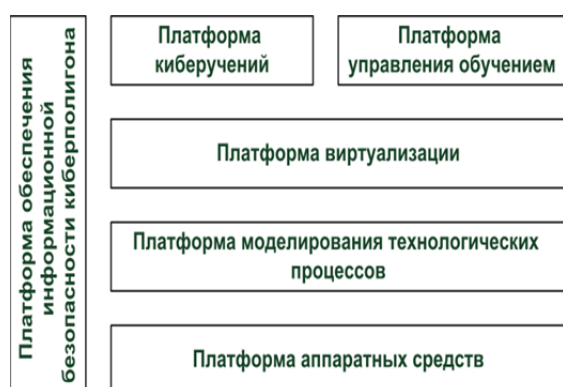 Платформа обеспечения
информационной
безопасности киберполигона
Платформа
киберучений
Платформа
управления обучением
Платформа виртуализации
Платформа моделирования технологических
процессов
Платформа аппаратных средств